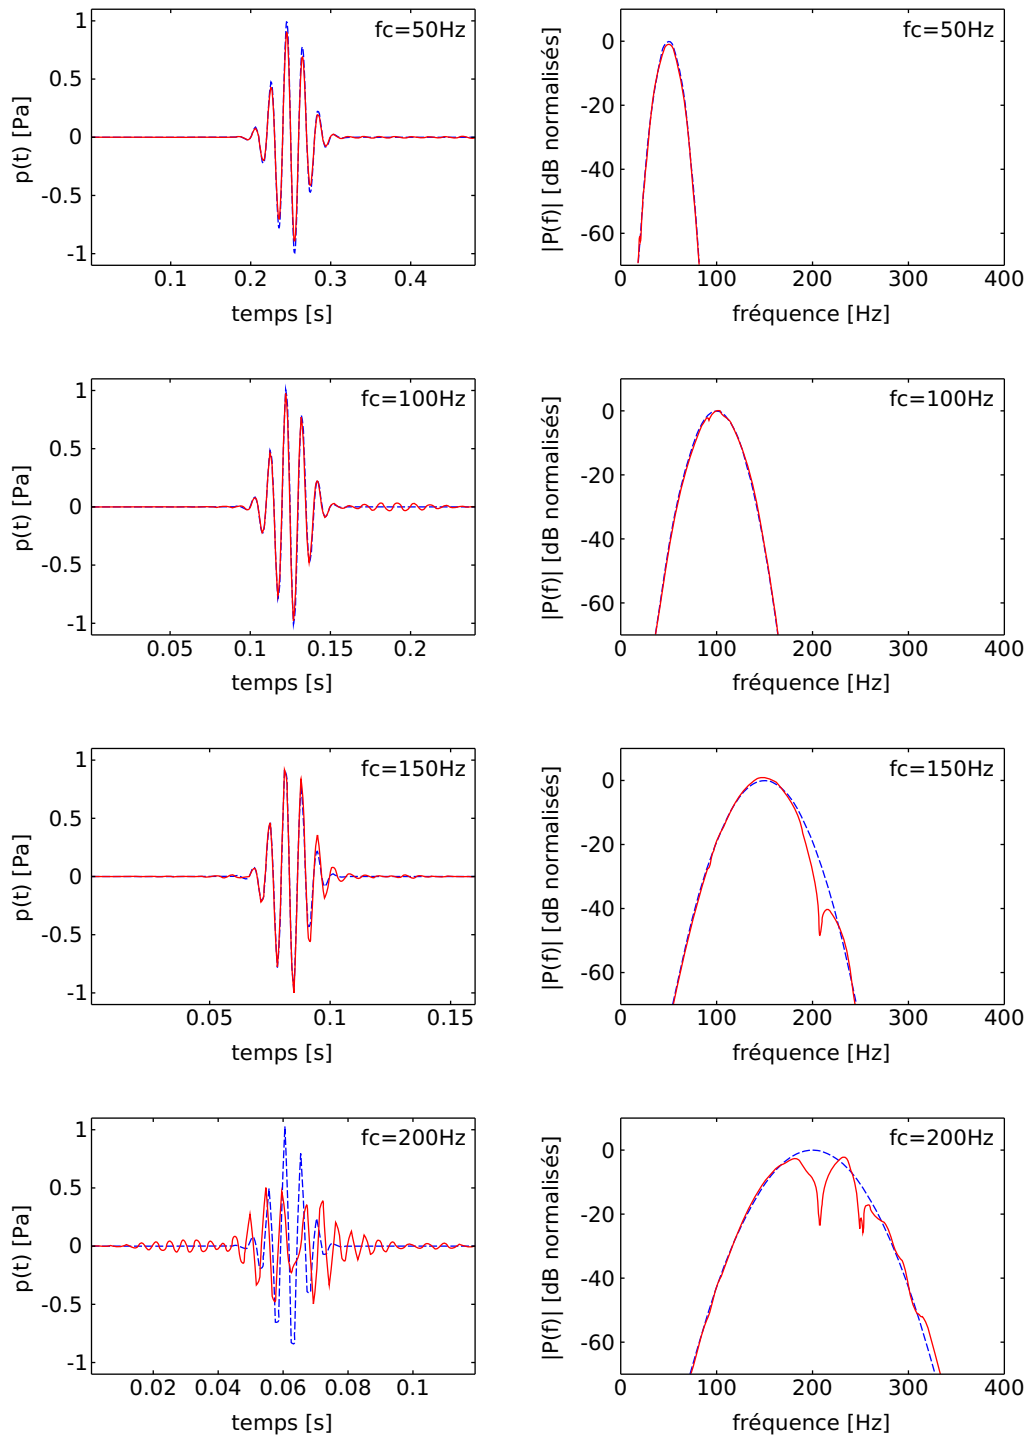 fc=50Hz
p(t) [Pa]
1
0.5
0
-0.5
-1
0.1 0.2 0.3 0.4
temps [s]
fc=50Hz
|P(f)| [dB normalisés]
0
-20
-40
-60
0 100 200 300 400
fréquence [Hz]
fc=100Hz
p(t) [Pa]
1
0.5
0
-0.5
-1
0.05 0.1 0.15 0.2
temps [s]
fc=100Hz
|P(f)| [dB normalisés]
0
-20
-40
-60
0 100 200 300 400
fréquence [Hz]
fc=150Hz
p(t) [Pa]
1
0.5
0
-0.5
-1
0.05 0.1 0.15
temps [s]
fc=150Hz
|P(f)| [dB normalisés]
0
-20
-40
-60
0 100 200 300 400
fréquence [Hz]
fc=200Hz
p(t) [Pa]
1
0.5
0
-0.5
-1
0.02 0.04 0.06 0.08 0.1
temps [s]
fc=200Hz
|P(f)| [dB normalisés]
0
-20
-40
-60
0 100 200 300 400
fréquence [Hz]